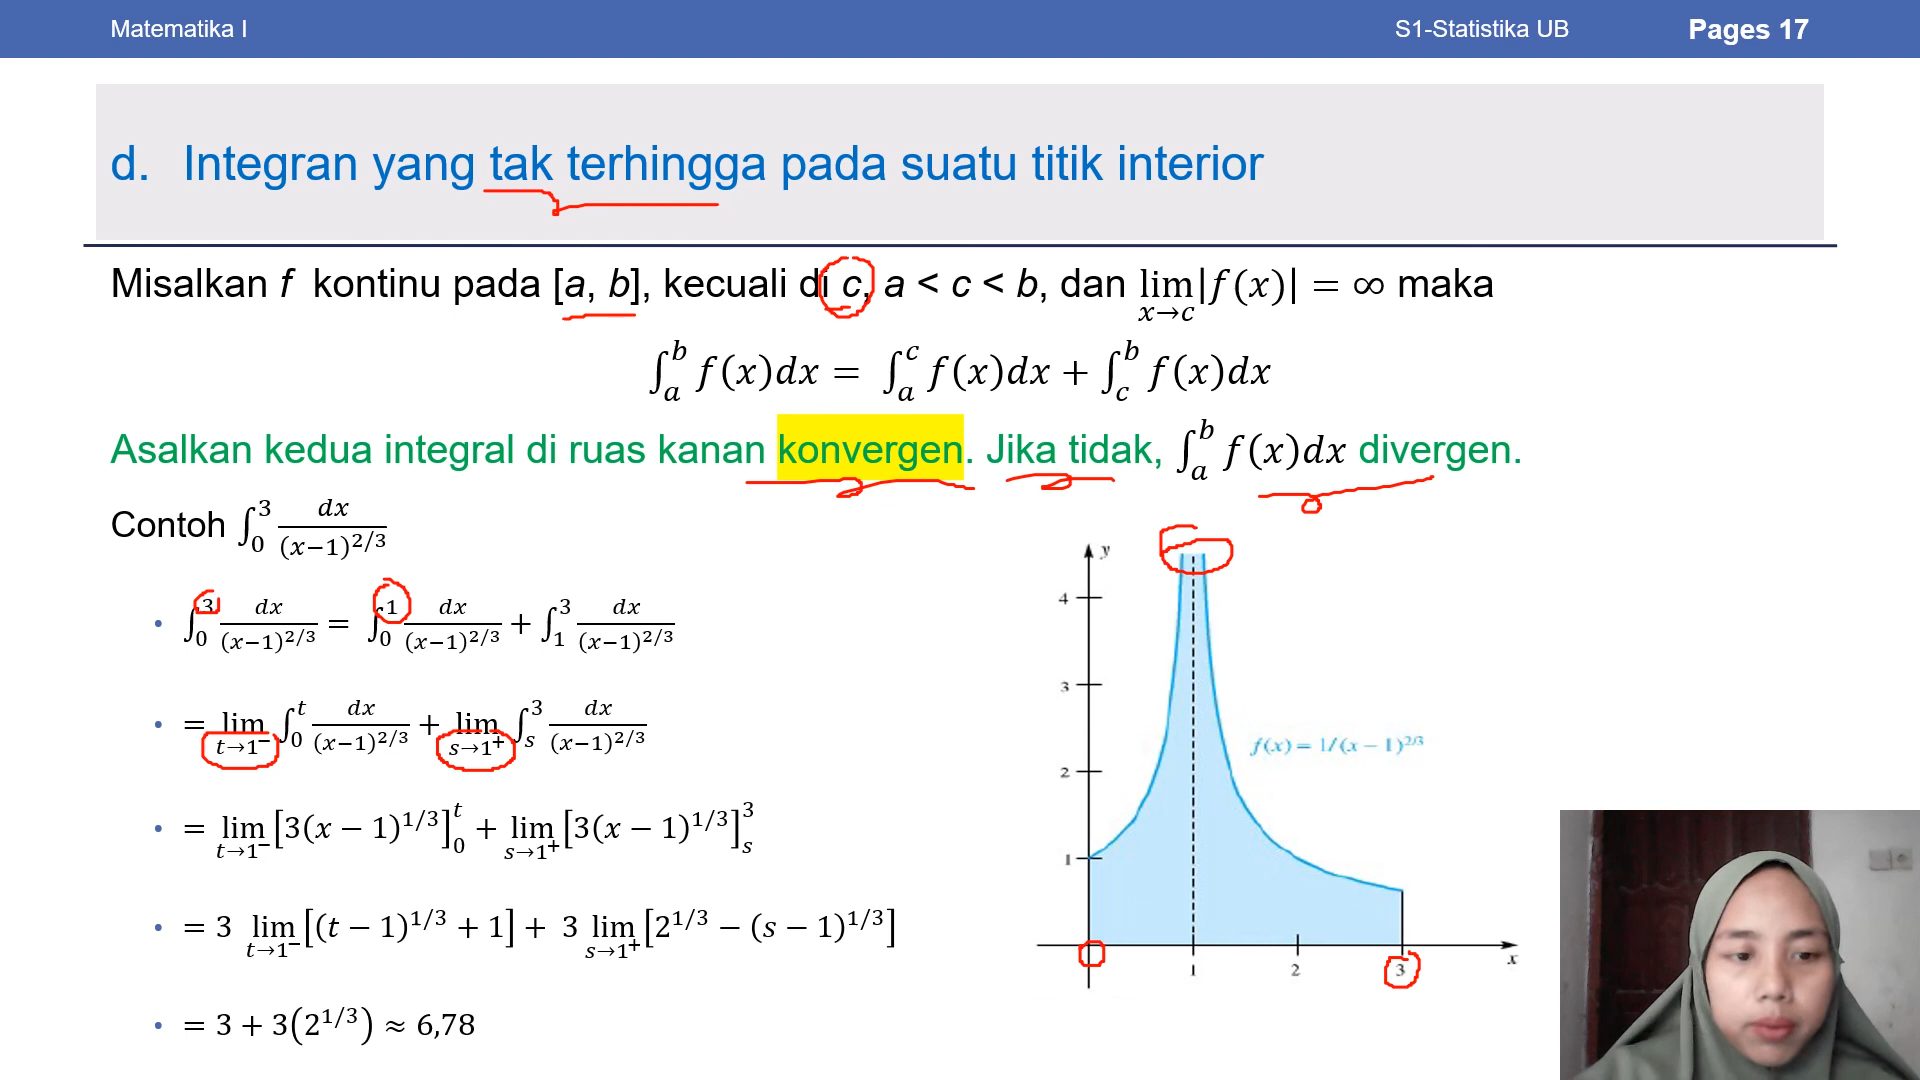 Matematika I S1-Statistika UB Pages 17
d. Integran yang tak terhingga pada suatu titik interior
Misalkan f kontinu pada [a, b], kecuali di c, a < c < b, dan lim_{x→c}|f(x)| = ∞ maka
∫_a^b f(x)dx = ∫_a^c f(x)dx + ∫_c^b f(x)dx
Asalkan kedua integral di ruas kanan konvergen. Jika tidak, ∫_a^b f(x)dx divergen.
Contoh ∫_0^3 dx/(x−1)^{2/3}
• ∫_0^3 dx/(x−1)^{2/3} = ∫_0^1 dx/(x−1)^{2/3} + ∫_1^3 dx/(x−1)^{2/3}
• = lim_{t→1^−} ∫_0^t dx/(x−1)^{2/3} + lim_{s→1^+} ∫_s^3 dx/(x−1)^{2/3}
• = lim_{t→1^−} [3(x − 1)^{1/3}]_0^t + lim_{s→1^+} [3(x − 1)^{1/3}]_s^3
• = 3 lim_{t→1^−} [(t − 1)^{1/3} + 1] + 3 lim_{s→1^+} [2^{1/3} − (s − 1)^{1/3}]
• = 3 + 3(2^{1/3}) ≈ 6,78
y
4
3
2
1
f(x) = 1/(x − 1)^{2/3}
1 2 3 x